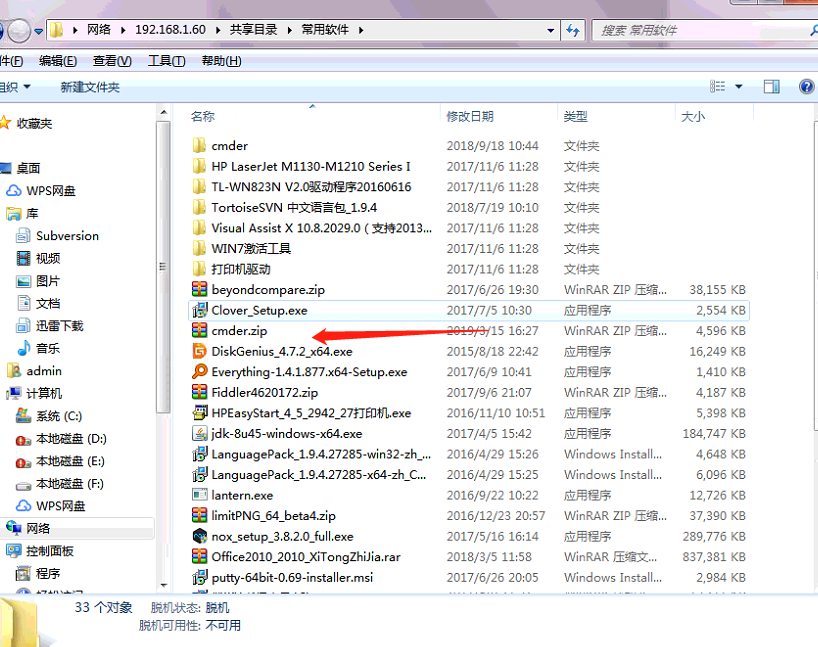 网络 192.168.1.60 共享目录 常用软件
搜索 常用软件
件(F) 编辑(E) 查看(V) 工具(T) 帮助(H)
组织 新建文件夹
收藏夹
桌面
WPS网盘
库
Subversion
视频
图片
文档
迅雷下载
音乐
admin
计算机
系统 (C:)
本地磁盘 (D:)
本地磁盘 (E:)
本地磁盘 (F:)
WPS网盘
网络
控制面板
程序
名称 修改日期 类型 大小
cmder 2018/9/18 10:44 文件夹
HP LaserJet M1130-M1210 Series I 2017/11/6 11:28 文件夹
TL-WN823N V2.0驱动程序20160616 2017/11/6 11:28 文件夹
TortoiseSVN 中文语言包_1.9.4 2018/7/19 10:10 文件夹
Visual Assist X 10.8.2029.0 ( 支持2013... 2017/11/6 11:28 文件夹
WIN7激活工具 2017/11/6 11:28 文件夹
打印机驱动 2017/11/6 11:28 文件夹
beyondcompare.zip 2017/6/26 19:30 WinRAR ZIP 压缩... 38,155 KB
Clover_Setup.exe 2017/7/5 10:30 应用程序 2,554 KB
cmder.zip 2019/3/15 16:27 WinRAR ZIP 压缩... 4,596 KB
DiskGenius_4.7.2_x64.exe 2015/8/18 22:42 应用程序 16,249 KB
Everything-1.4.1.877.x64-Setup.exe 2017/6/9 10:41 应用程序 1,410 KB
Fiddler4620172.zip 2017/9/6 21:07 WinRAR ZIP 压缩... 4,187 KB
HPEasyStart_4_5_2942_27打印机.exe 2016/11/10 10:51 应用程序 5,398 KB
jdk-8u45-windows-x64.exe 2017/4/5 15:42 应用程序 184,747 KB
LanguagePack_1.9.4.27285-win32-zh_... 2016/4/29 15:26 Windows Install... 4,648 KB
LanguagePack_1.9.4.27285-x64-zh_C... 2016/4/29 15:25 Windows Install... 6,096 KB
lantern.exe 2016/9/22 10:22 应用程序 12,726 KB
limitPNG_64_beta4.zip 2016/12/23 20:57 WinRAR ZIP 压缩... 37,390 KB
nox_setup_3.8.2.0_full.exe 2017/5/16 16:14 应用程序 289,776 KB
Office2010_2010_XiTongZhiJia.rar 2018/3/5 11:58 WinRAR 压缩文... 837,381 KB
putty-64bit-0.69-installer.msi 2017/6/26 20:05 Windows Install... 2,984 KB
33 个对象 脱机状态: 脱机
脱机可用性: 不可用